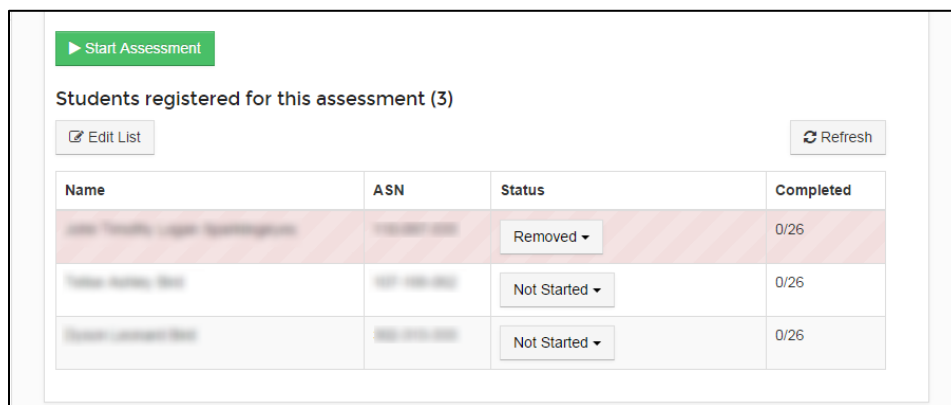 Start Assessment
Students registered for this assessment (3)
Edit List
Refresh
Name ASN Status Completed
Removed 0/26
Not Started 0/26
Not Started 0/26